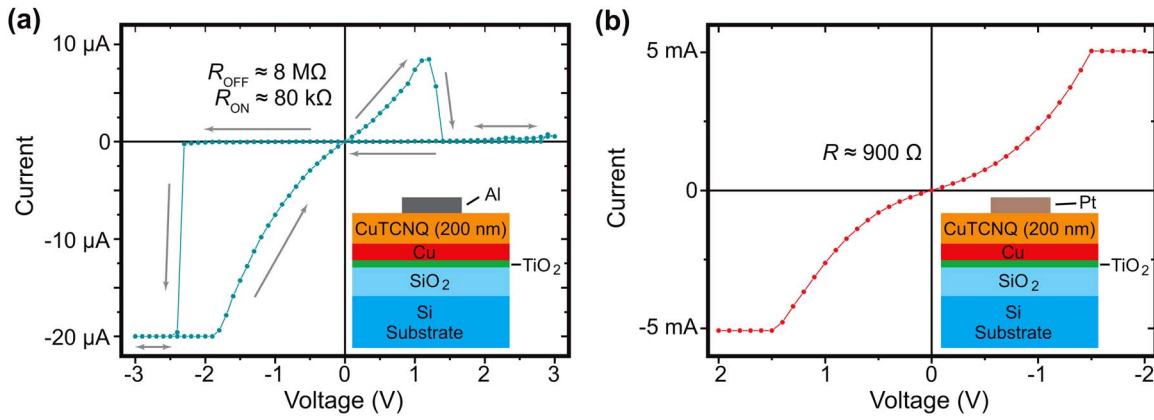 (a)
10 µA
0
-10 µA
-20 µA
Current
R_OFF ≈ 8 MΩ
R_ON ≈ 80 kΩ
Al
CuTCNQ (200 nm)
Cu
TiO₂
SiO₂
Si
Substrate
-3 -2 -1 0 1 2 3
Voltage (V)
(b)
5 mA
0
-5 mA
Current
R ≈ 900 Ω
Pt
CuTCNQ (200 nm)
Cu
TiO₂
SiO₂
Si
Substrate
2 1 0 -1 -2
Voltage (V)